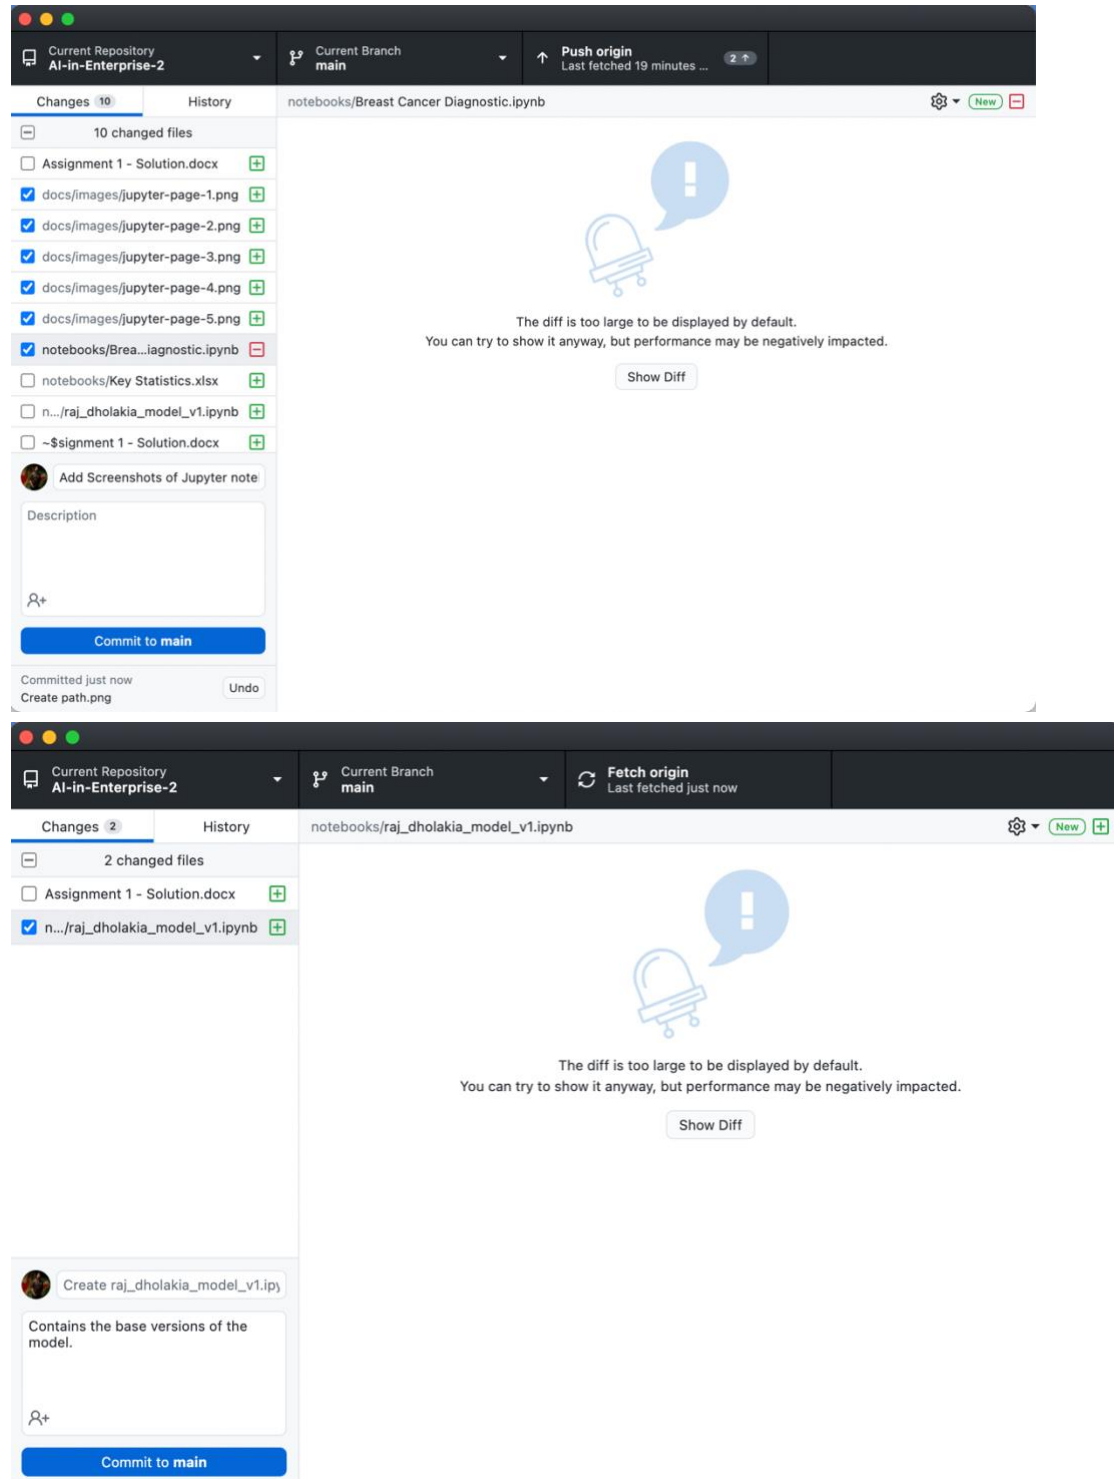 Current Repository
AI-in-Enterprise-2
Current Branch
main
Push origin
Last fetched 19 minutes ...
2
Changes 10
History
notebooks/Breast Cancer Diagnostic.ipynb
New
10 changed files
Assignment 1 - Solution.docx
docs/images/jupyter-page-1.png
docs/images/jupyter-page-2.png
docs/images/jupyter-page-3.png
docs/images/jupyter-page-4.png
docs/images/jupyter-page-5.png
notebooks/Brea...iagnostic.ipynb
notebooks/Key Statistics.xlsx
n.../raj_dholakia_model_v1.ipynb
~$signment 1 - Solution.docx
The diff is too large to be displayed by default.
You can try to show it anyway, but performance may be negatively impacted.
Show Diff
Add Screenshots of Jupyter note
Description
Commit to main
Committed just now
Create path.png
Undo
Current Repository
AI-in-Enterprise-2
Current Branch
main
Fetch origin
Last fetched just now
Changes 2
History
notebooks/raj_dholakia_model_v1.ipynb
New
2 changed files
Assignment 1 - Solution.docx
n.../raj_dholakia_model_v1.ipynb
The diff is too large to be displayed by default.
You can try to show it anyway, but performance may be negatively impacted.
Show Diff
Create raj_dholakia_model_v1.ipy
Contains the base versions of the
model.
Commit to main